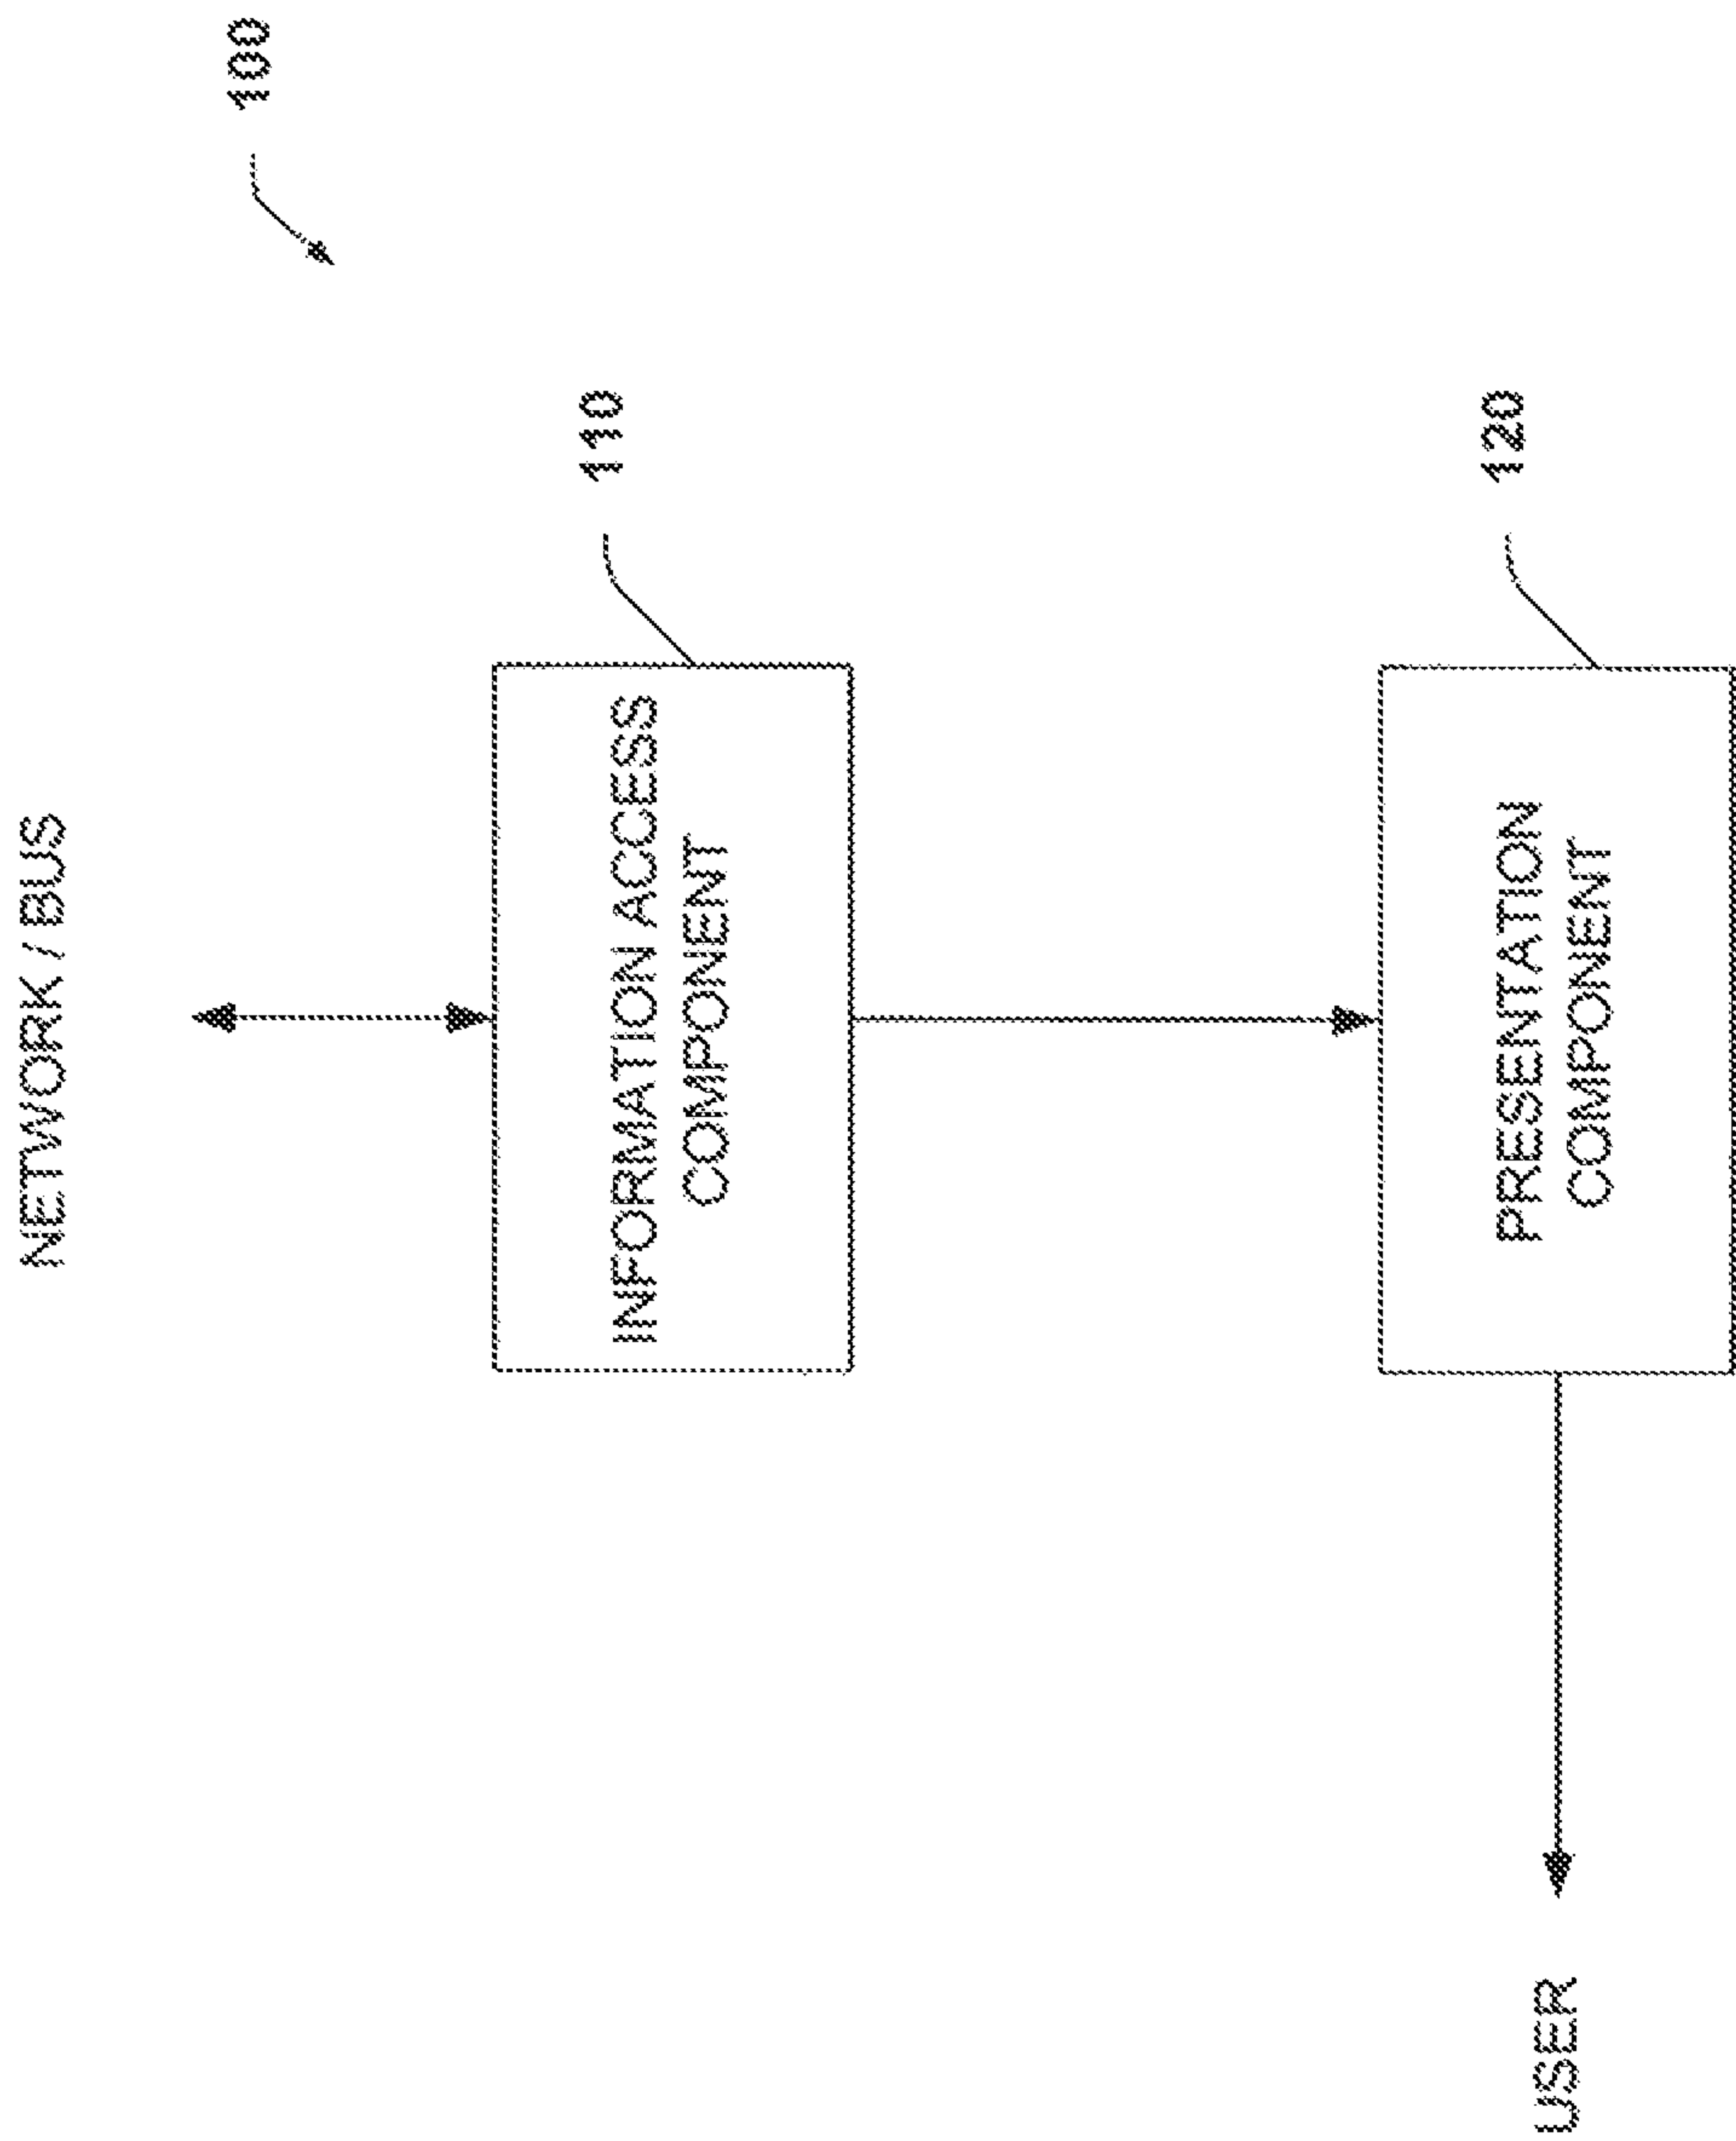 100
NETWORK / BUS
110
INFORMATION ACCESS
COMPONENT
120
PRESENTATION
COMPONENT
USER